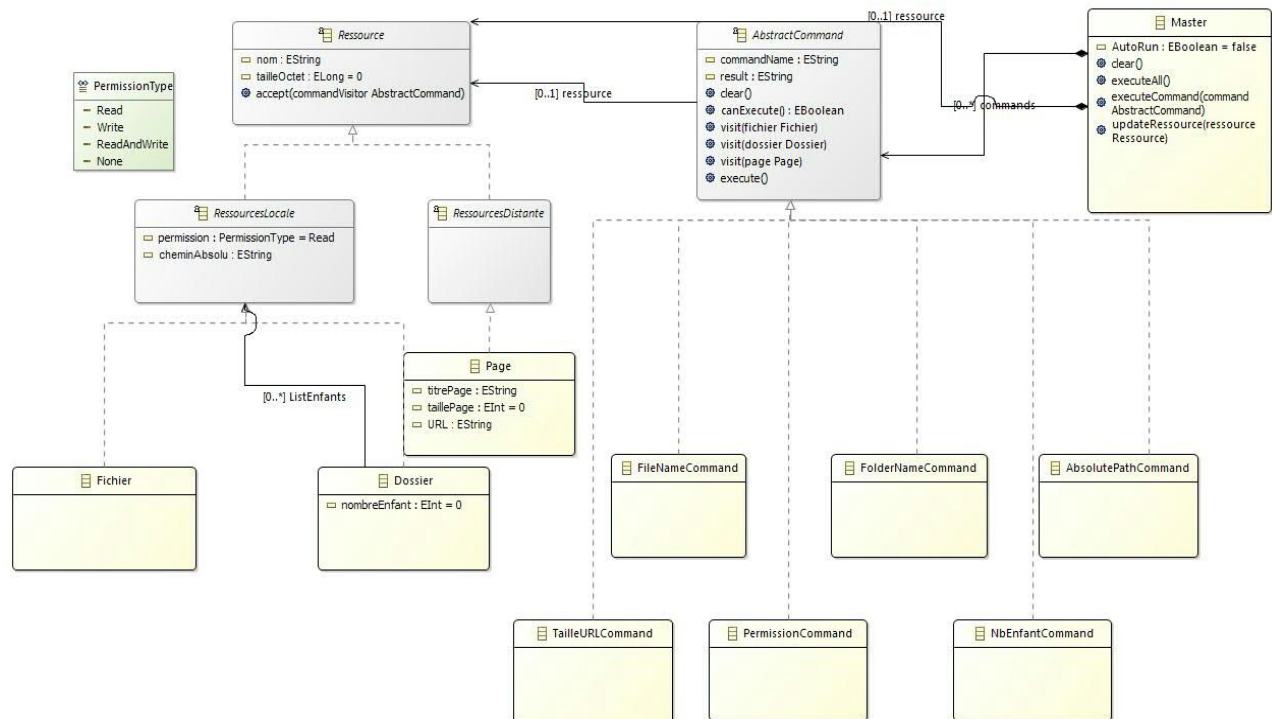 Ressource
nom : EString
tailleOctet : ELong = 0
accept(commandVisitor AbstractCommand)
[0..1] ressource
[0..1] ressource
[0..*] commands
AbstractCommand
commandName : EString
result : EString
clear()
canExecute() : EBoolean
visit(fichier Fichier)
visit(dossier Dossier)
visit(page Page)
execute()
Master
AutoRun : EBoolean = false
clear()
executeAll()
executeCommand(command
AbstractCommand)
updateRessource(ressource
Ressource)
PermissionType
Read
Write
ReadAndWrite
None
RessourcesLocale
permission : PermissionType = Read
cheminAbsolu : EString
RessourcesDistante
Page
titrePage : EString
taillePage : EInt = 0
URL : EString
[0..*] ListEnfants
Fichier
Dossier
nombreEnfant : EInt = 0
FileNameCommand
FolderNameCommand
AbsolutePathCommand
TailleURLCommand
PermissionCommand
NbEnfantCommand